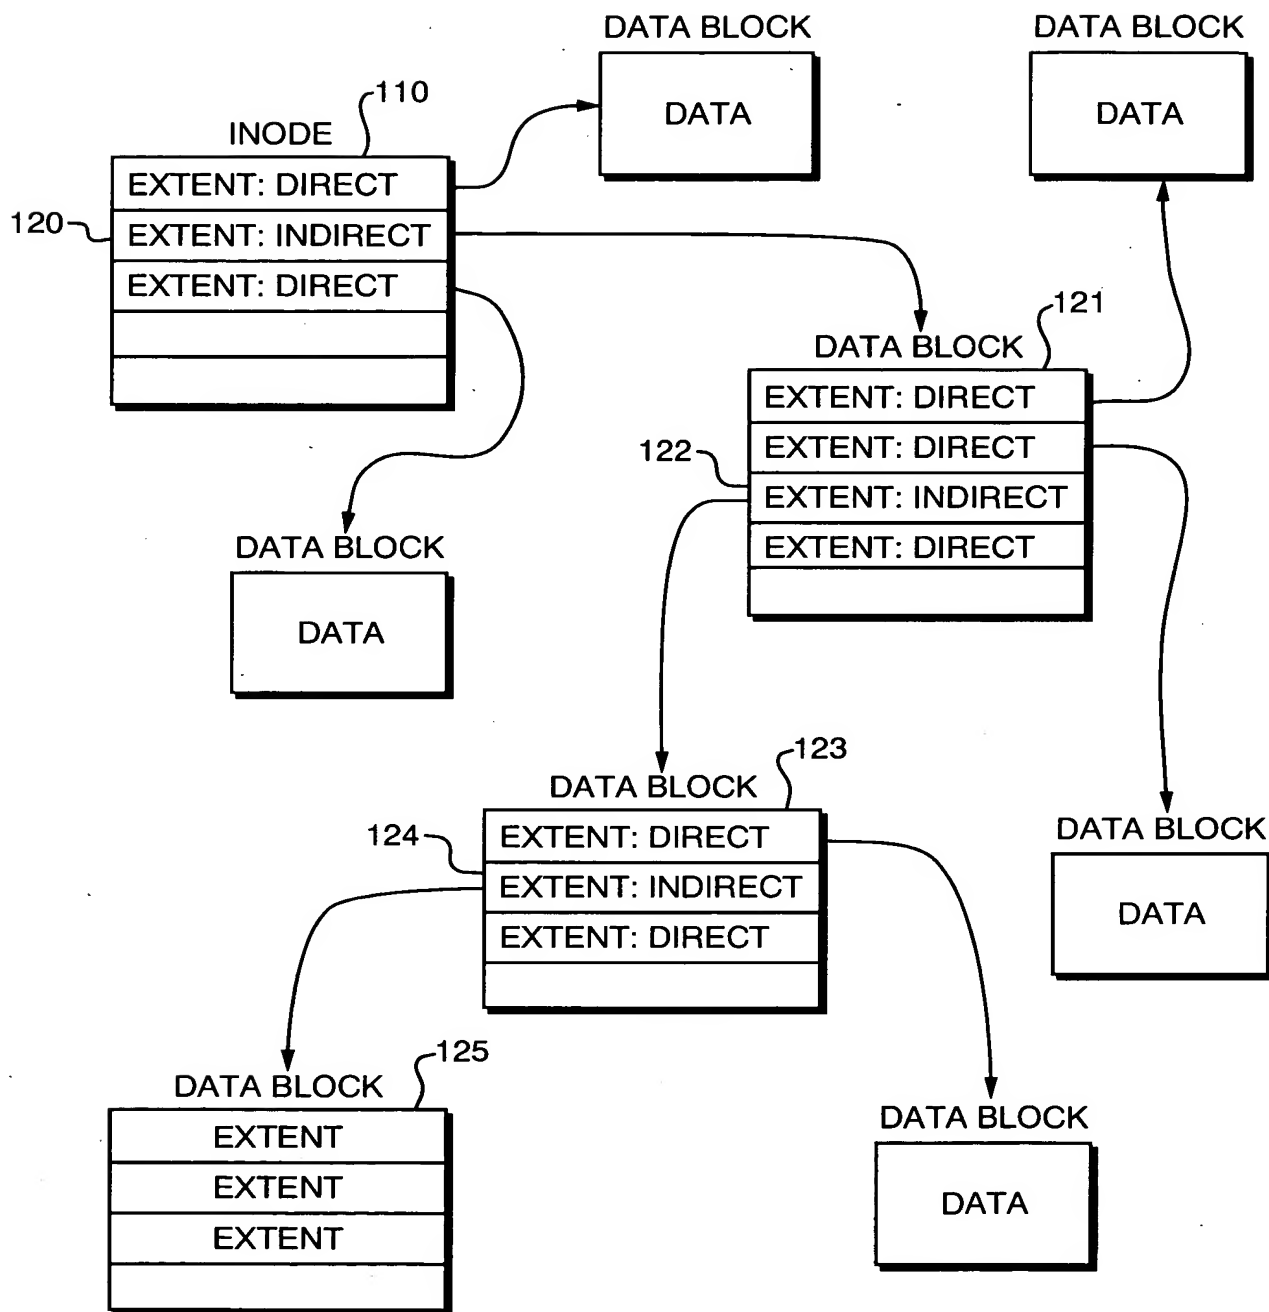 DATA BLOCK
DATA
DATA BLOCK
DATA
110
INODE
EXTENT: DIRECT
120
EXTENT: INDIRECT
EXTENT: DIRECT
121
DATA BLOCK
EXTENT: DIRECT
EXTENT: DIRECT
122
EXTENT: INDIRECT
EXTENT: DIRECT
DATA BLOCK
DATA
123
DATA BLOCK
EXTENT: DIRECT
124
EXTENT: INDIRECT
EXTENT: DIRECT
DATA BLOCK
DATA
125
DATA BLOCK
EXTENT
EXTENT
EXTENT
DATA BLOCK
DATA